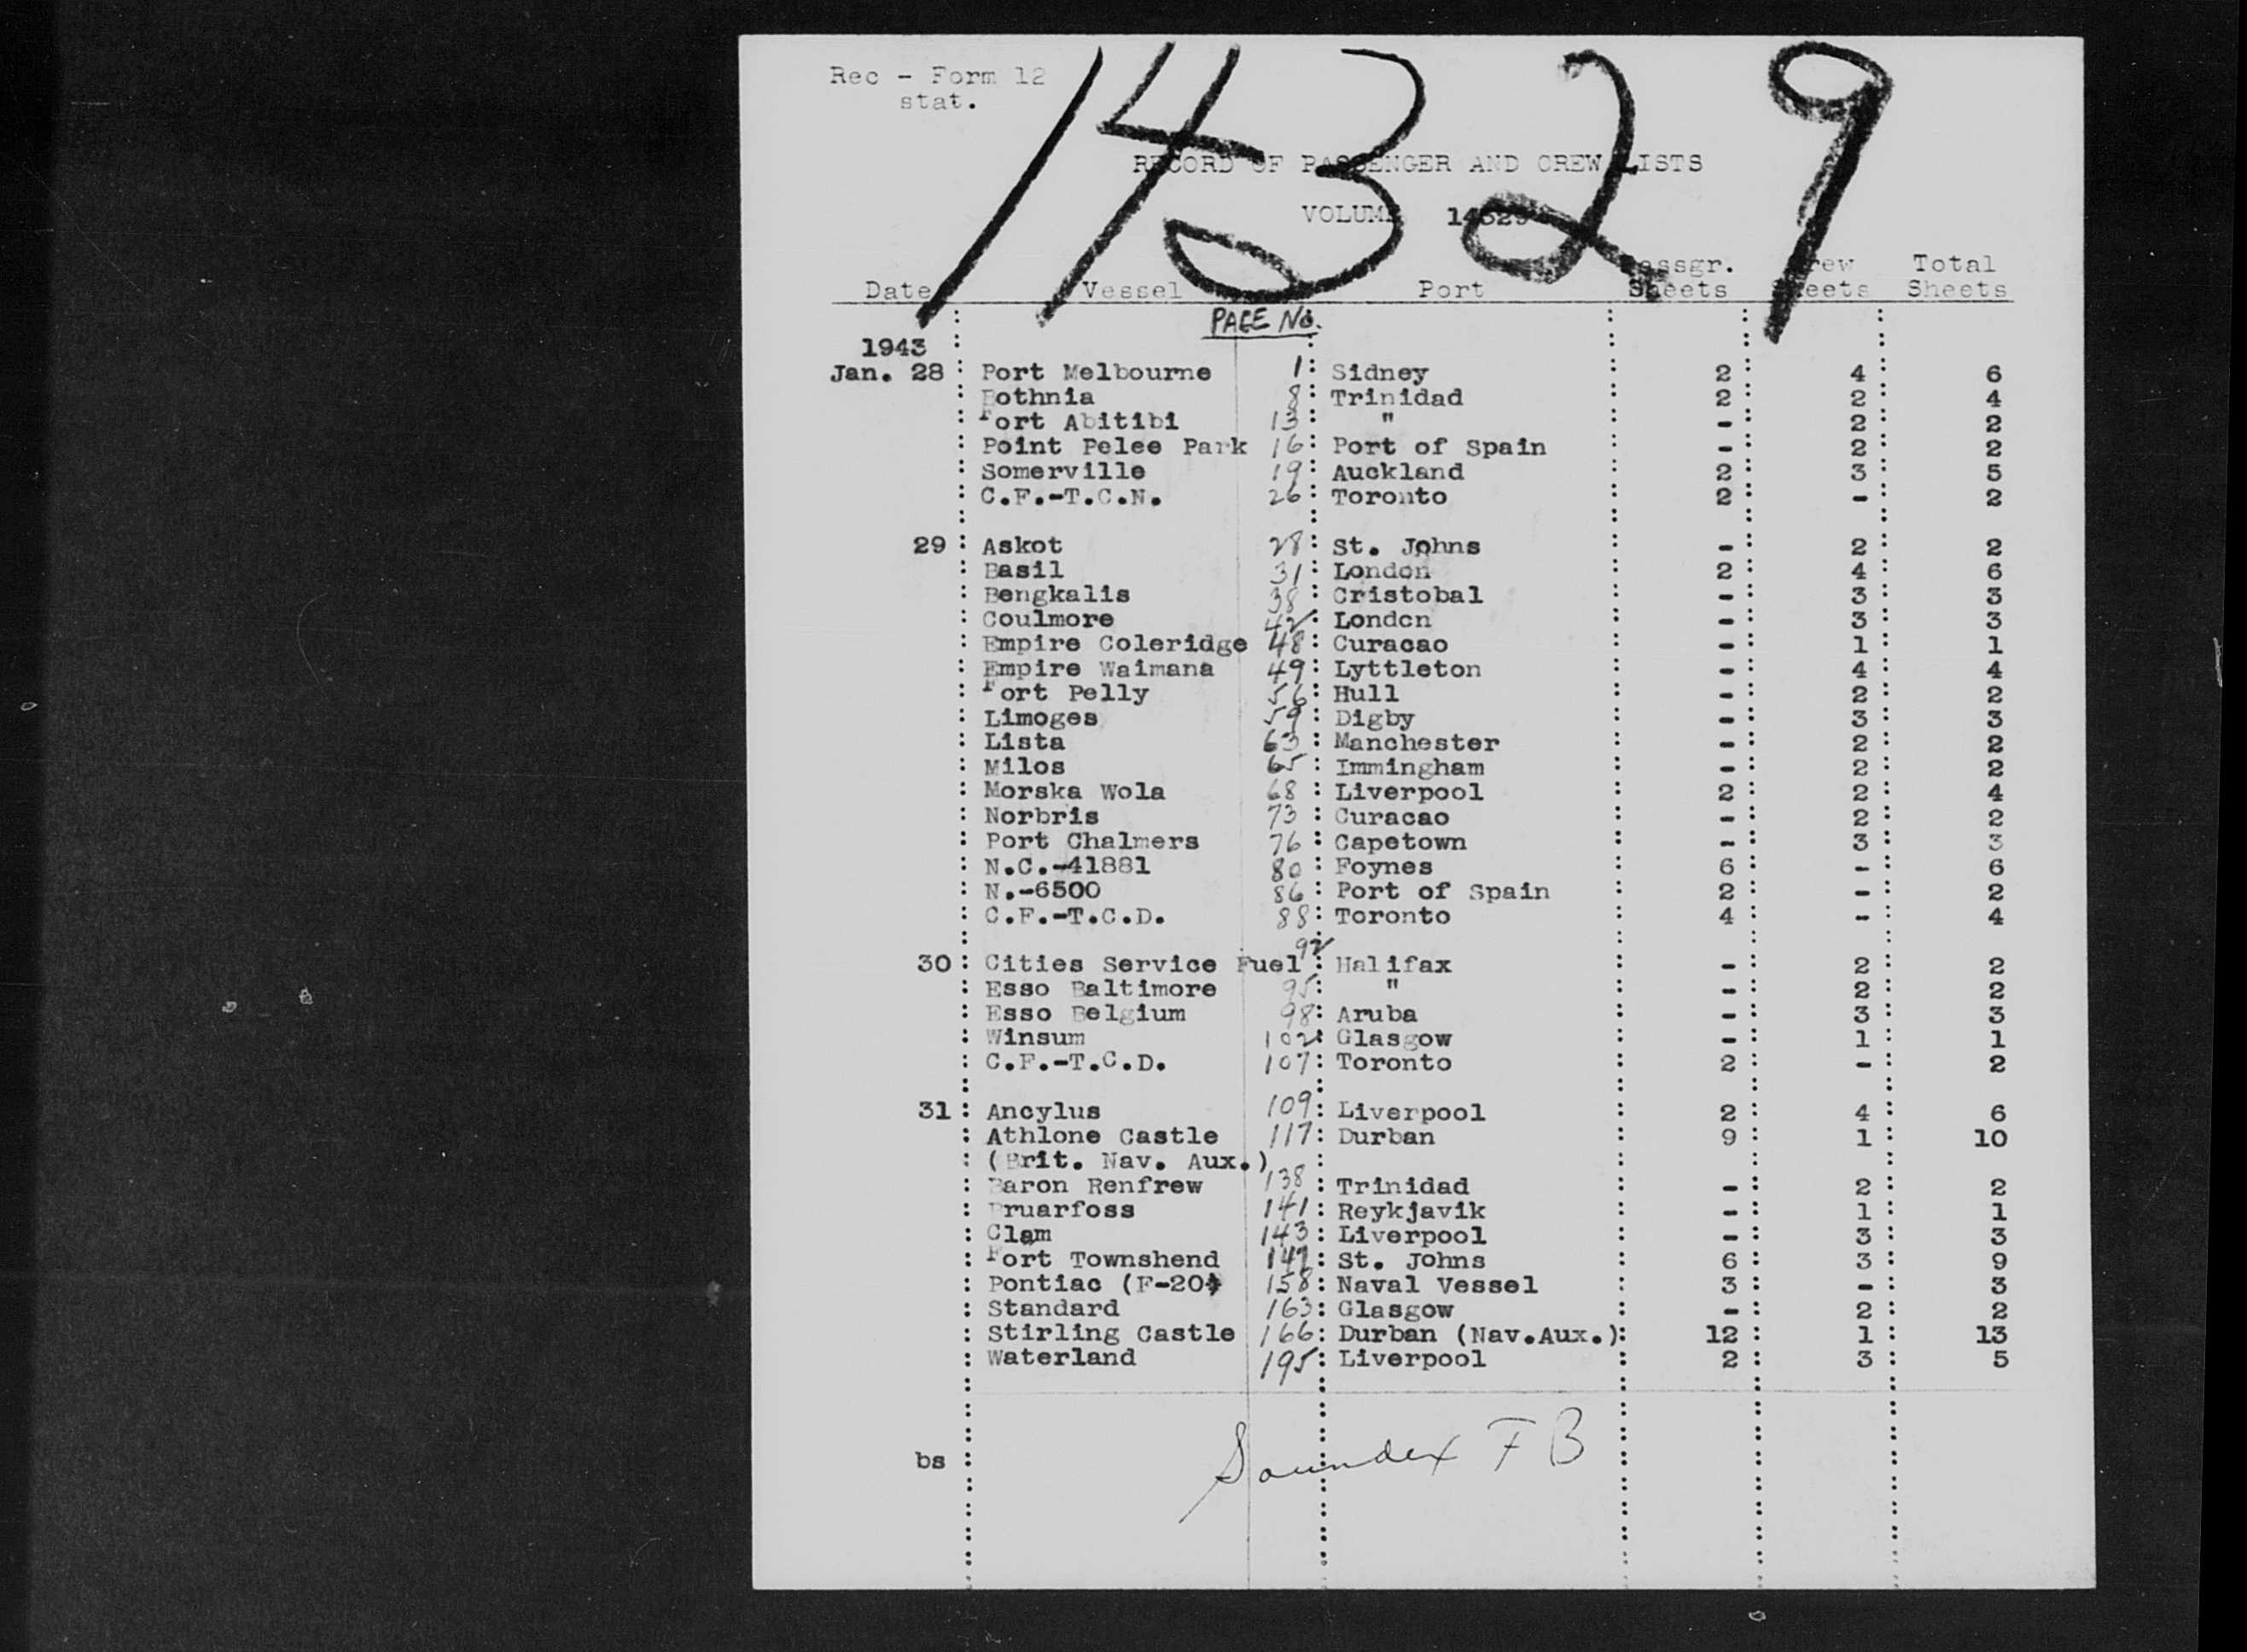 14329
Rec - Form 12
stat.
RECORD OF PASSENGER AND CREW LISTS
VOLUME 14329
Date Vessel Port Passgr. Sheets Crew Sheets Total Sheets
PAGE No.
1943
Jan. 28 : Port Melbourne 1 : Sidney : 2 : 4 : 6
: Bothnia 8 : Trinidad : 2 : 2 : 4
: Fort Abitibi 13 : " : - : 2 : 2
: Point Pelee Park 16 : Port of Spain : - : 2 : 2
: Somerville 19 : Auckland : 2 : 3 : 5
: C.F.-T.C.N. 26 : Toronto : 2 : - : 2
29 : Askot 28 : St. Johns : - : 2 : 2
: Basil 31 : London : 2 : 4 : 6
: Bengkalis 38 : Cristobal : - : 3 : 3
: Coulmore 42 : London : - : 3 : 3
: Empire Coleridge 48 : Curacao : - : 1 : 1
: Empire Waimana 49 : Lyttleton : - : 4 : 4
: Fort Pelly 56 : Hull : - : 2 : 2
: Limoges 59 : Digby : - : 3 : 3
: Lista 63 : Manchester : - : 2 : 2
: Milos 65 : Immingham : - : 2 : 2
: Morska Wola 68 : Liverpool : 2 : 2 : 4
: Norbris 73 : Curacao : - : 2 : 2
: Port Chalmers 76 : Capetown : - : 3 : 3
: N.C.-41881 80 : Foynes : 6 : - : 6
: N.-6500 86 : Port of Spain : 2 : - : 2
: C.F.-T.C.D. 88 : Toronto : 4 : - : 4
30 : Cities Service Fuel 92 : Halifax : - : 2 : 2
: Esso Baltimore 95 : " : - : 2 : 2
: Esso Belgium 98 : Aruba : - : 3 : 3
: Winsum 102 : Glasgow : - : 1 : 1
: C.F.-T.C.D. 107 : Toronto : 2 : - : 2
31 : Ancylus 109 : Liverpool : 2 : 4 : 6
: Athlone Castle 117 : Durban : 9 : 1 : 10
: (Brit. Nav. Aux.) :
: Baron Renfrew 138 : Trinidad : - : 2 : 2
: Bruarfoss 141 : Reykjavik : - : 1 : 1
: Clam 143 : Liverpool : - : 3 : 3
: Fort Townshend 147 : St. Johns : 6 : 3 : 9
: Pontiac (F-20) 158 : Naval Vessel : 3 : - : 3
: Standard 163 : Glasgow : - : 2 : 2
: Stirling Castle 166 : Durban (Nav.Aux.) : 12 : 1 : 13
: Waterland 195 : Liverpool : 2 : 3 : 5
Soundex F B
bs